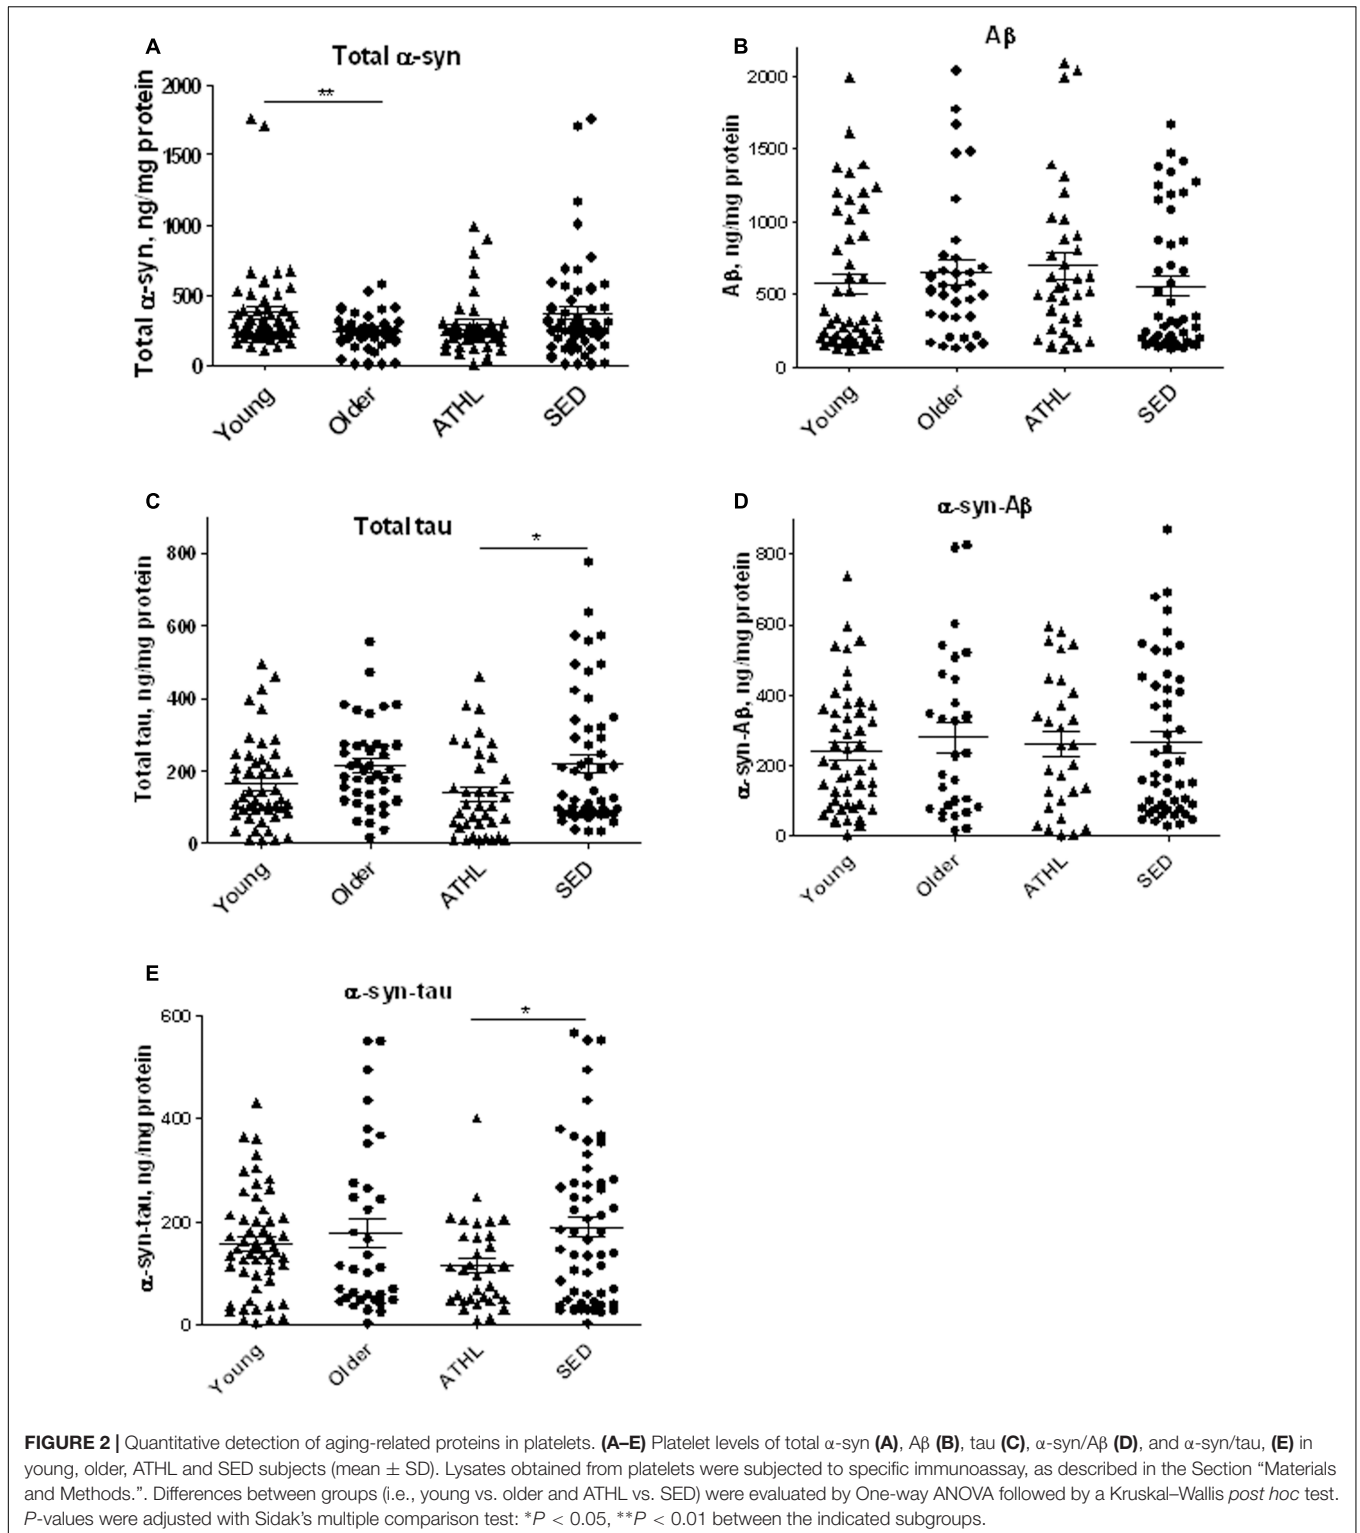 A
Total α-syn
Total α-syn, ng/mg protein
2000
1500
1000
500
0
**
Young
Older
ATHL
SED
B
Aβ
Aβ, ng/mg protein
2000
1500
1000
500
0
Young
Older
ATHL
SED
C
Total tau
Total tau, ng/mg protein
800
600
400
200
0
*
Young
Older
ATHL
SED
D
α-syn-Aβ
α-syn-Aβ, ng/mg protein
800
600
400
200
0
Young
Older
ATHL
SED
E
α-syn-tau
α-syn-tau, ng/mg protein
600
400
200
0
*
Young
Older
ATHL
SED
FIGURE 2 | Quantitative detection of aging-related proteins in platelets. (A–E) Platelet levels of total α-syn (A), Aβ (B), tau (C), α-syn/Aβ (D), and α-syn/tau, (E) in
young, older, ATHL and SED subjects (mean ± SD). Lysates obtained from platelets were subjected to specific immunoassay, as described in the Section “Materials
and Methods.”. Differences between groups (i.e., young vs. older and ATHL vs. SED) were evaluated by One-way ANOVA followed by a Kruskal–Wallis post hoc test.
P-values were adjusted with Sidak’s multiple comparison test: *P < 0.05, **P < 0.01 between the indicated subgroups.